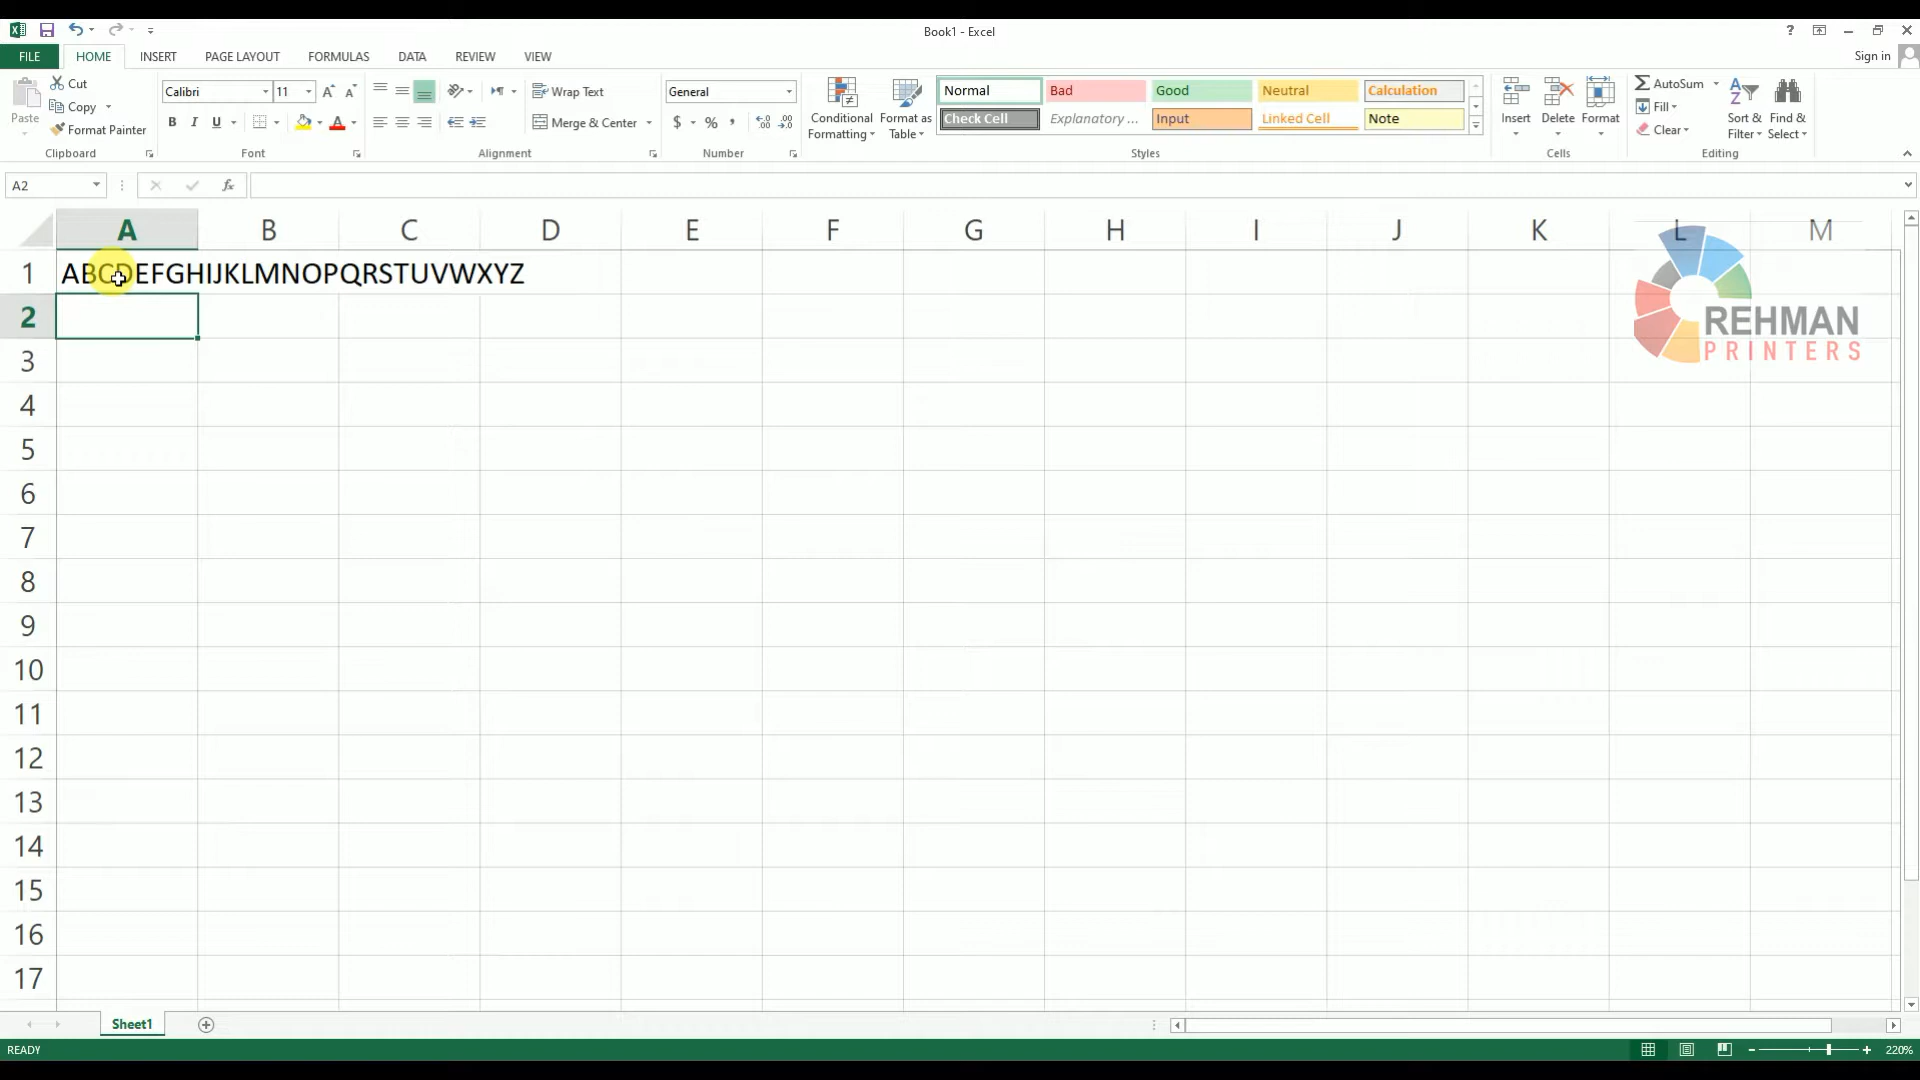 Book1 - Excel
FILE HOME INSERT PAGE LAYOUT FORMULAS DATA REVIEW VIEW
Sign in
Paste
Cut
Copy
Format Painter
Clipboard
Calibri 11
B I U
Font
Wrap Text
Merge & Center
Alignment
General
$ % ,
Number
Conditional Formatting
Format as Table
Normal Bad Good Neutral Calculation
Check Cell Explanatory ... Input Linked Cell Note
Styles
Insert Delete Format
Cells
AutoSum
Fill
Clear
Sort & Filter
Find & Select
Editing
A2
fx
A B C D E F G H I J K L M
1 ABCDEFGHIJKLMNOPQRSTUVWXYZ
2
3
4
5
6
7
8
9
10
11
12
13
14
15
16
17
REHMAN
PRINTERS
Sheet1
READY
220%